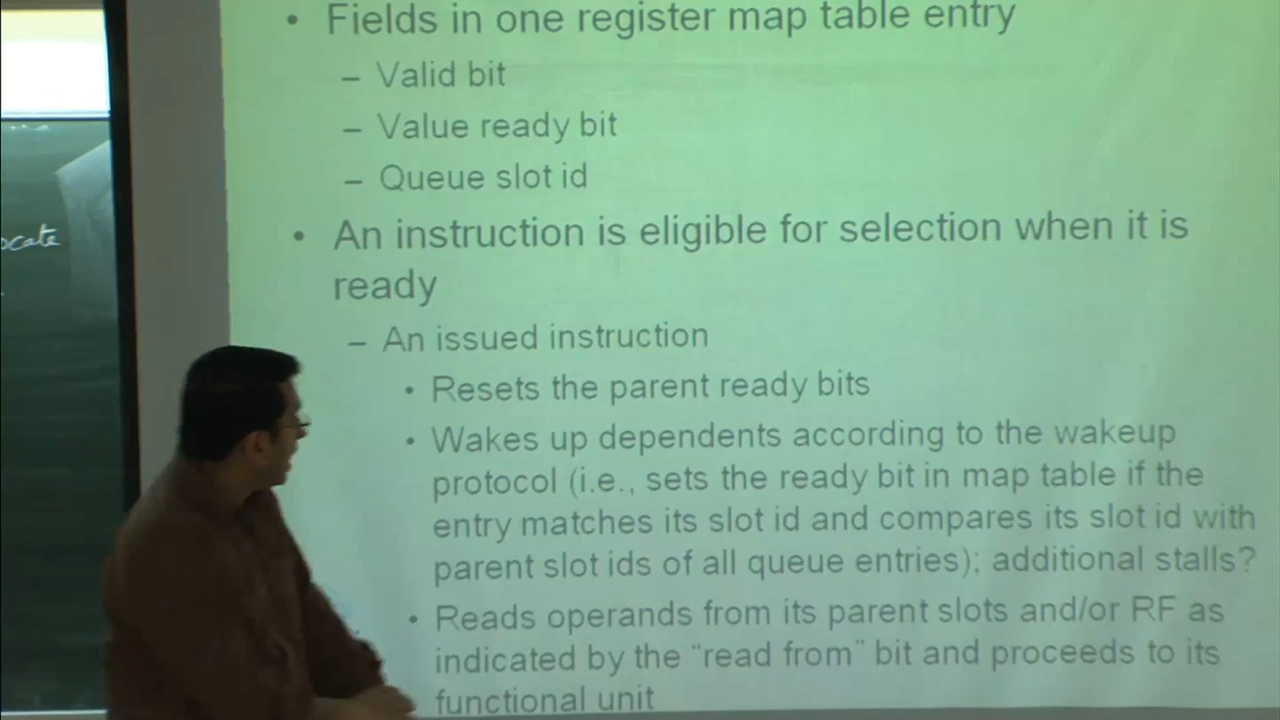 • Fields in one register map table entry
– Valid bit
– Value ready bit
– Queue slot id
• An instruction is eligible for selection when it is
ready
– An issued instruction
• Resets the parent ready bits
• Wakes up dependents according to the wakeup
protocol (i.e., sets the ready bit in map table if the
entry matches its slot id and compares its slot id with
parent slot ids of all queue entries); additional stalls?
• Reads operands from its parent slots and/or RF as
indicated by the “read from” bit and proceeds to its
functional unit
ocate